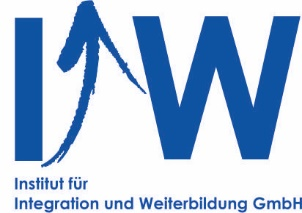 IW
Institut für
Integration und Weiterbildung GmbH